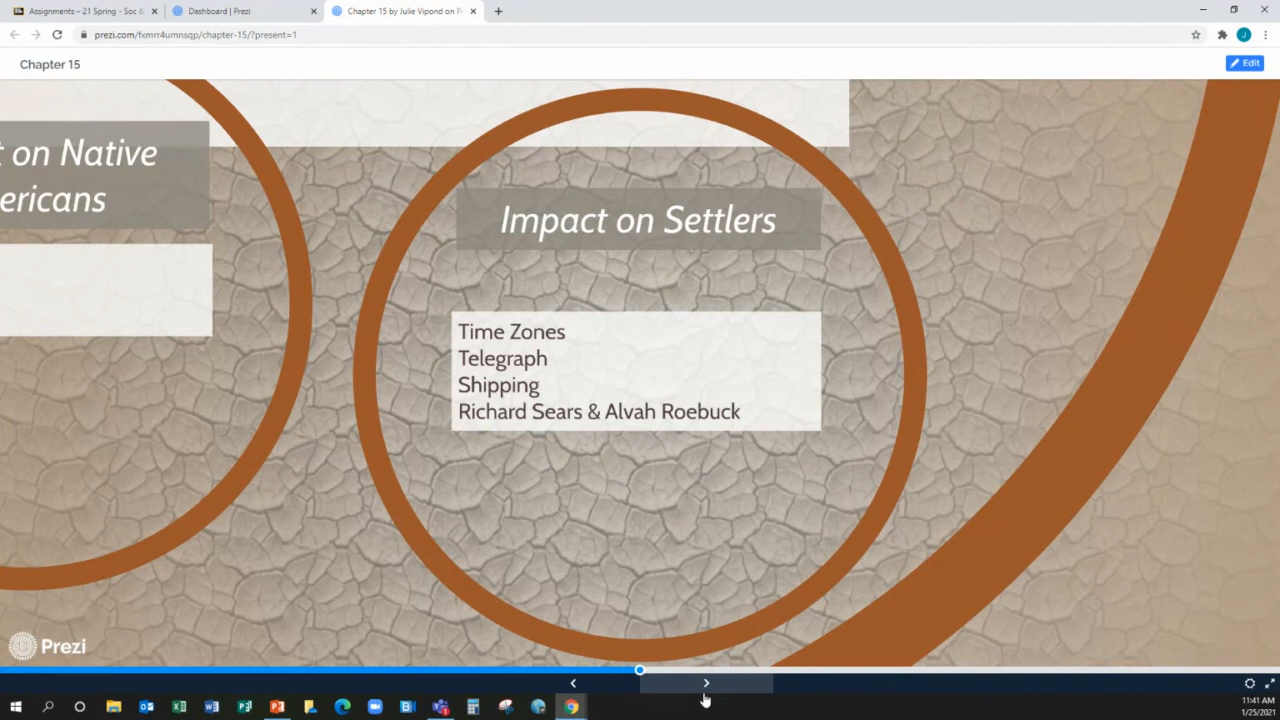 Assignments – 21 Spring - Soc &
Dashboard | Prezi
Chapter 15 by Julie Vipond on P
prezi.com/fxmrr4umnsqp/chapter-15/?present=1
J
Chapter 15
Edit
t on Native
ericans
Impact on Settlers
Time Zones
Telegraph
Shipping
Richard Sears & Alvah Roebuck
Prezi
11:41 AM
1/25/2021